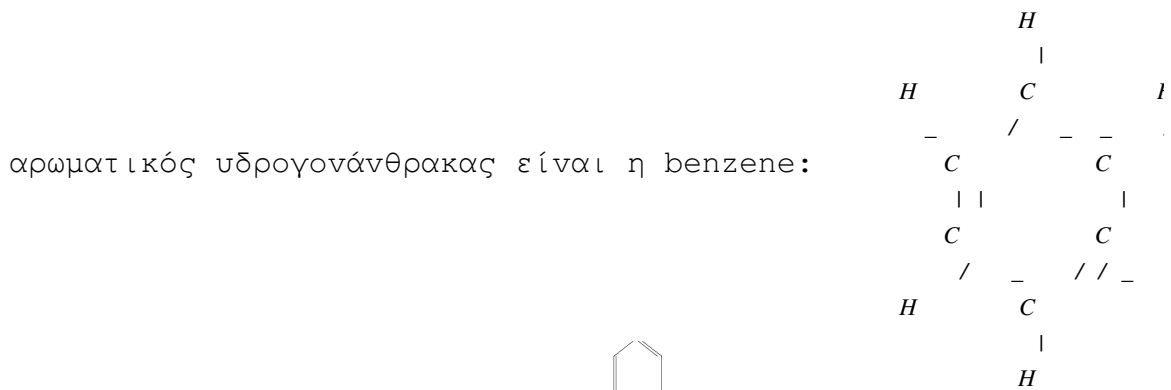 H
|
H C H
_ / _ _
αρωματικός υδρογονάνθρακας είναι η benzene: C C
| | |
C C
/ _ / / _
H C
|
H